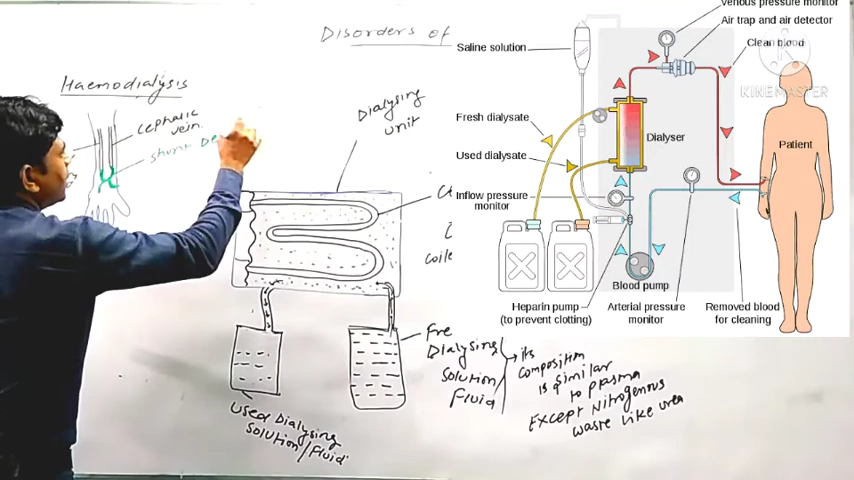 Disorders of
Haemodialysis
Cephalic
vein
Shunt De
Dialysing
unit
coile
Fre
Dialysing
Solution
Fluid
its
composition
is similar
to plasma
EXCEPT Nitrogenous
waste like urea
Used Dialysing
Solution/Fluid
Venous pressure monitor
Air trap and air detector
Clean blood
KINEMASTER
Saline solution
Fresh dialysate
Dialyser
Patient
Used dialysate
Inflow pressure
monitor
Blood pump
Heparin pump
(to prevent clotting)
Arterial pressure
monitor
Removed blood
for cleaning